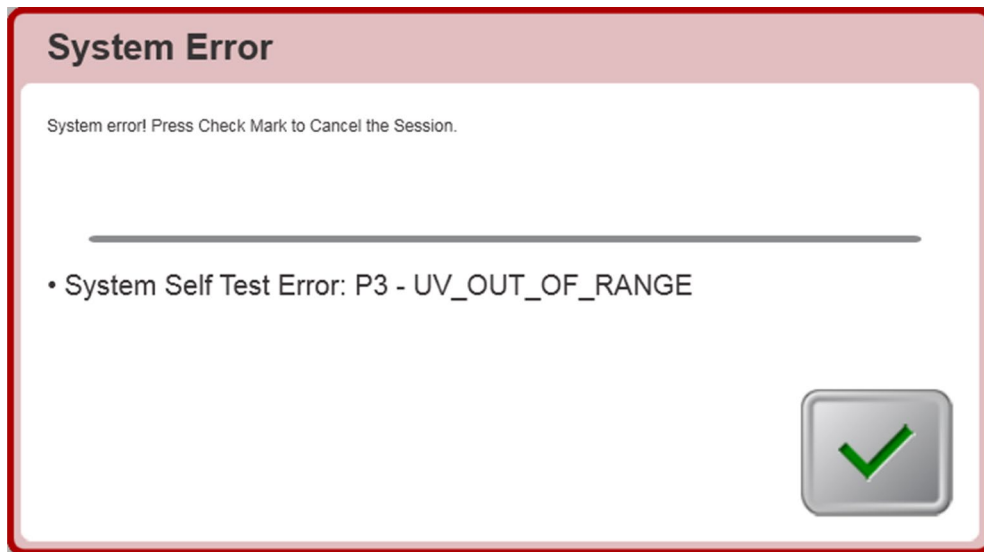 System Error
System error! Press Check Mark to Cancel the Session.
• System Self Test Error: P3 - UV_OUT_OF_RANGE